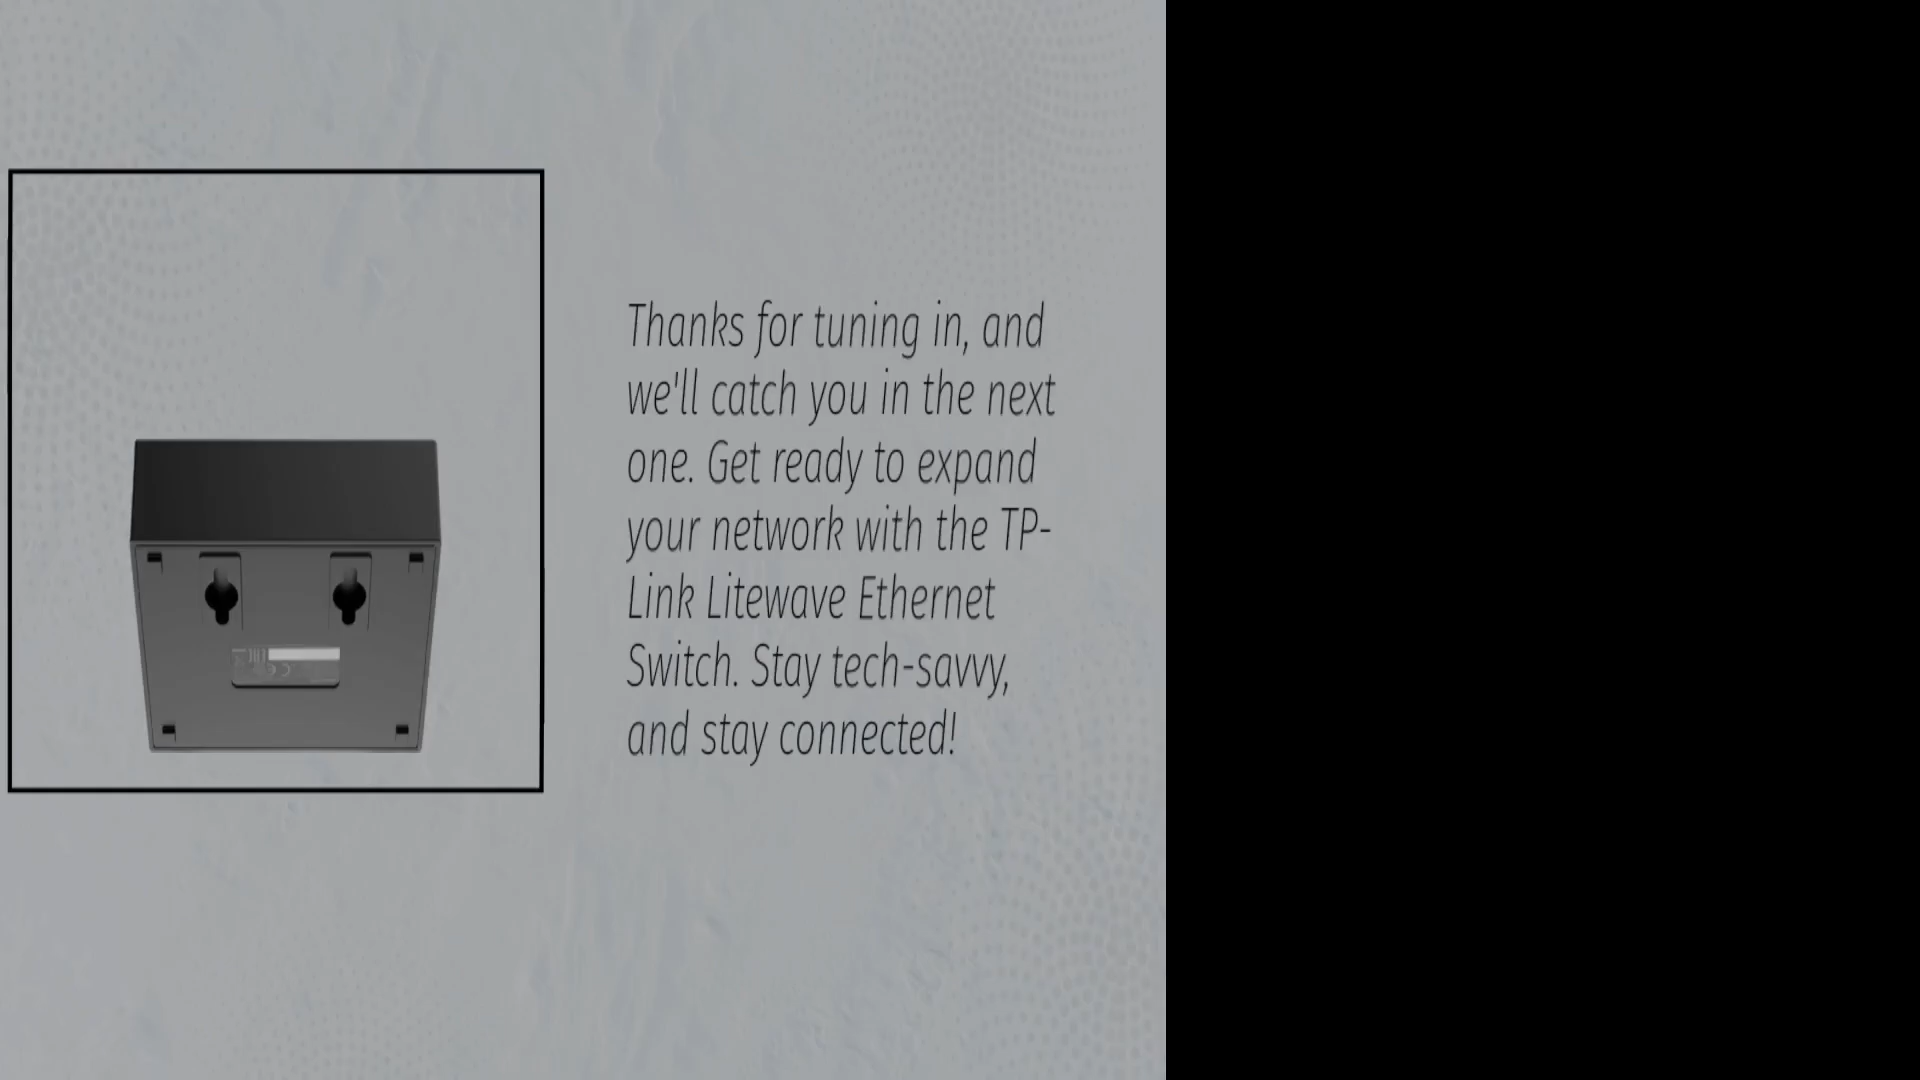 Thanks for tuning in, and
we'll catch you in the next
one. Get ready to expand
your network with the TP-
Link Litewave Ethernet
Switch. Stay tech-savvy,
and stay connected!